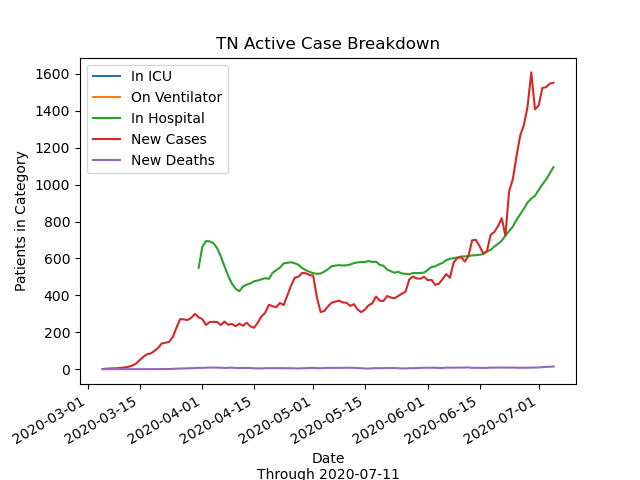 TN Active Case Breakdown
In ICU
On Ventilator
In Hospital
New Cases
New Deaths
Patients in Category
1600
1400
1200
1000
800
600
400
200
0
2020-03-01
2020-03-15
2020-04-01
2020-04-15
2020-05-01
2020-05-15
2020-06-01
2020-06-15
2020-07-01
Date
Through 2020-07-11